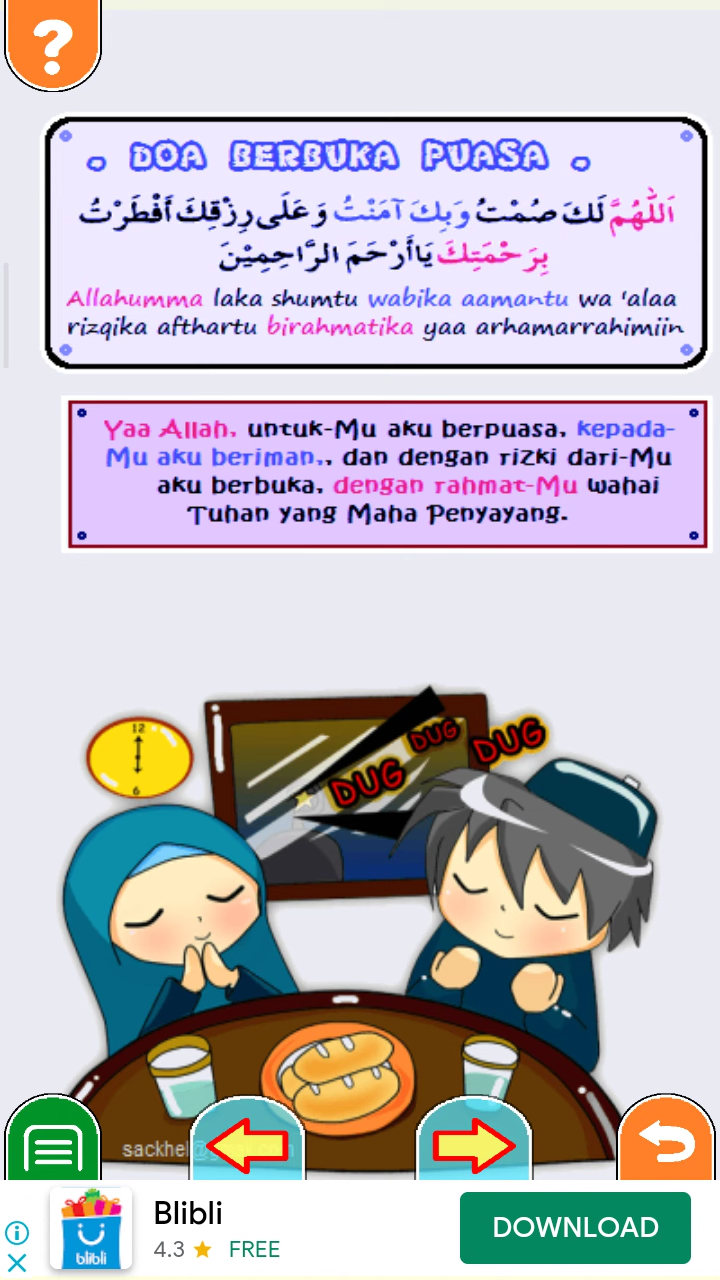 ?
DOA BERBUKA PUASA
اَللّٰهُمَّ لَكَ صُمْتُ وَبِكَ آمَنْتُ وَعَلَى رِزْقِكَ أَفْطَرْتُ
بِرَحْمَتِكَ يَاأَرْحَمَ الرَّاحِمِيْنَ
Allahumma laka shumtu wabika aamantu wa 'alaa
rizqika afthartu birahmatika yaa arhamarrahimiin
Yaa Allah, untuk-Mu aku berpuasa, kepada-
Mu aku beriman,, dan dengan rizki dari-Mu
aku berbuka, dengan rahmat-Mu wahai
Tuhan yang Maha Penyayang.
12
6
DUG DUG DUG
sackhel@
Blibli
4.3 ★ FREE
DOWNLOAD
blibli